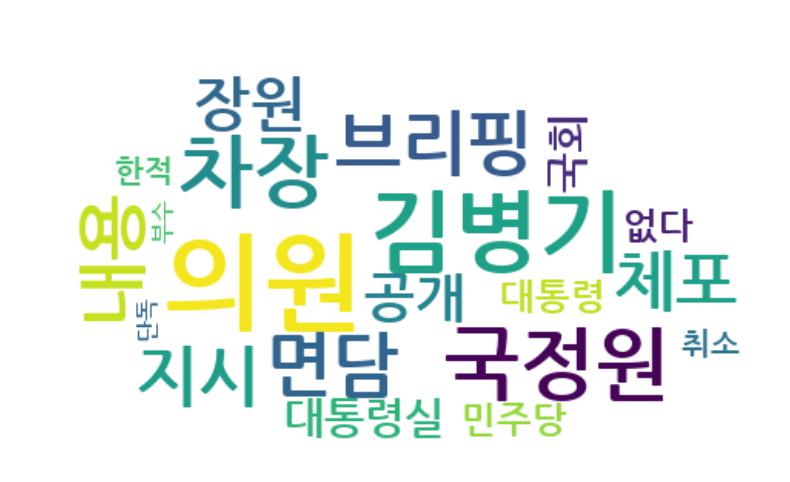 장원
브리핑
국회
차장
한적
김병기
내용
부수
없다
의원
체포
공개
대통령
단독
국정원
취소
면담
지시
대통령실
민주당